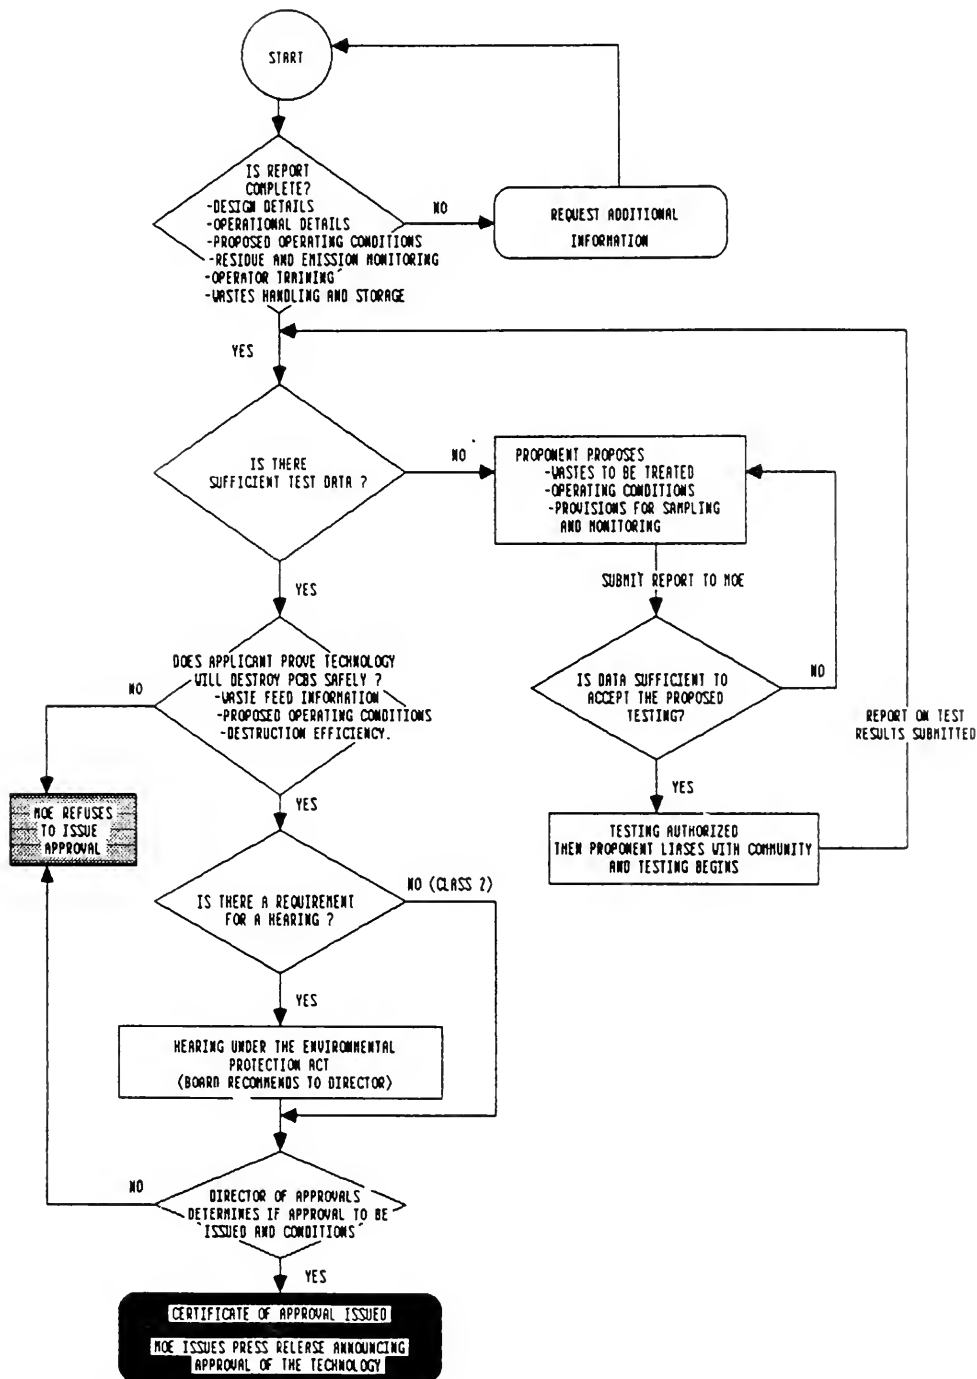 START
IS REPORT
COMPLETE?
-DESIGN DETAILS
-OPERATIONAL DETAILS
-PROPOSED OPERATING CONDITIONS
-RESIDUE AND EMISSION MONITORING
-OPERATOR TRAINING
-WASTES HANDLING AND STORAGE
NO
REQUEST ADDITIONAL
INFORMATION
YES
IS THERE
SUFFICIENT TEST DATA ?
NO
PROPONENT PROPOSES
-WASTES TO BE TREATED
-OPERATING CONDITIONS
-PROVISIONS FOR SAMPLING
AND MONITORING
SUBMIT REPORT TO MOE
YES
DOES APPLICANT PROVE TECHNOLOGY
WILL DESTROY PCBS SAFELY ?
-WASTE FEED INFORMATION
-PROPOSED OPERATING CONDITIONS
-DESTRUCTION EFFICIENCY.
NO
IS DATA SUFFICIENT TO
ACCEPT THE PROPOSED
TESTING?
NO
REPORT ON TEST
RESULTS SUBMITTED
YES
TESTING AUTHORIZED
THEN PROPONENT LIASES WITH COMMUNITY
AND TESTING BEGINS
MOE REFUSES
TO ISSUE
APPROVAL
YES
IS THERE A REQUIREMENT
FOR A HEARING ?
NO (CLASS 2)
YES
HEARING UNDER THE ENVIRONMENTAL
PROTECTION ACT
(BOARD RECOMMENDS TO DIRECTOR)
NO
DIRECTOR OF APPROVALS
DETERMINES IF APPROVAL TO BE
ISSUED AND CONDITIONS
YES
CERTIFICATE OF APPROVAL ISSUED
MOE ISSUES PRESS RELEASE ANNOUNCING
APPROVAL OF THE TECHNOLOGY